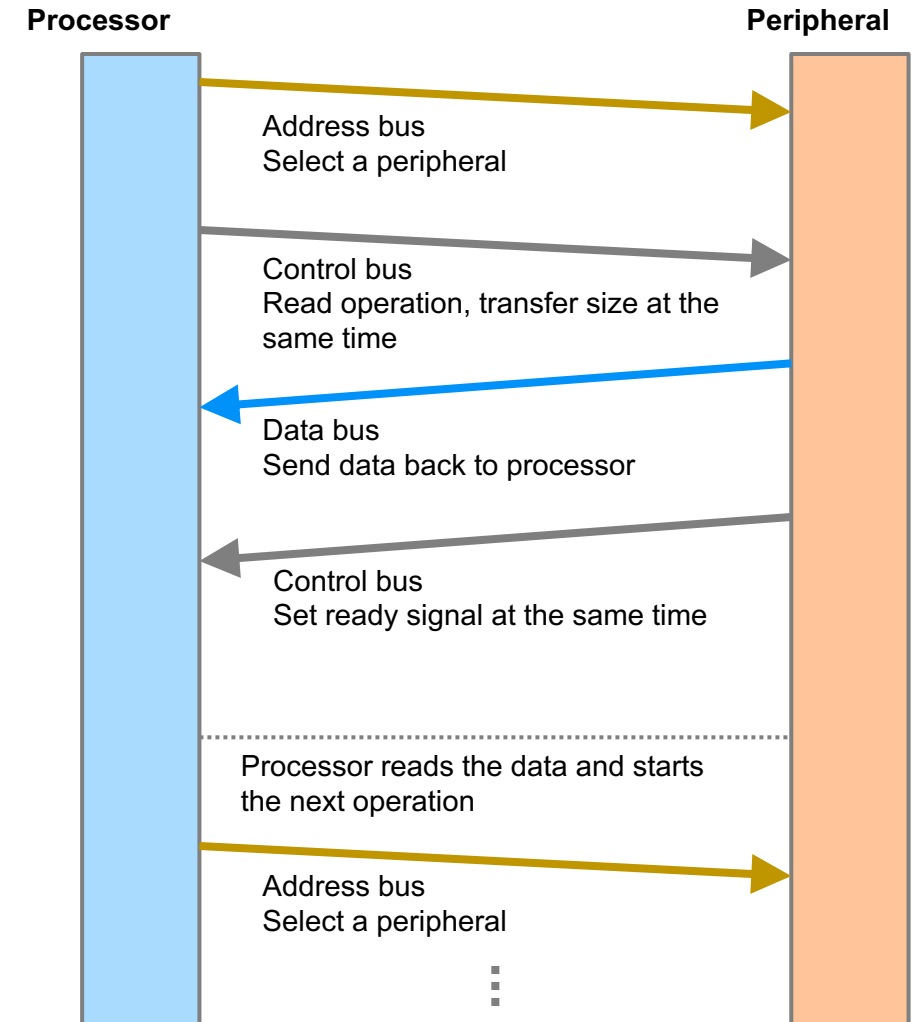 Processor
Peripheral
Address bus
Select a peripheral
Control bus
Read operation, transfer size at the
same time
Data bus
Send data back to processor
Control bus
Set ready signal at the same time
Processor reads the data and starts
the next operation
Address bus
Select a peripheral